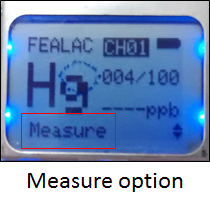 FEALAC CH01
Hg 004/100
----ppb
Measure
Measure option